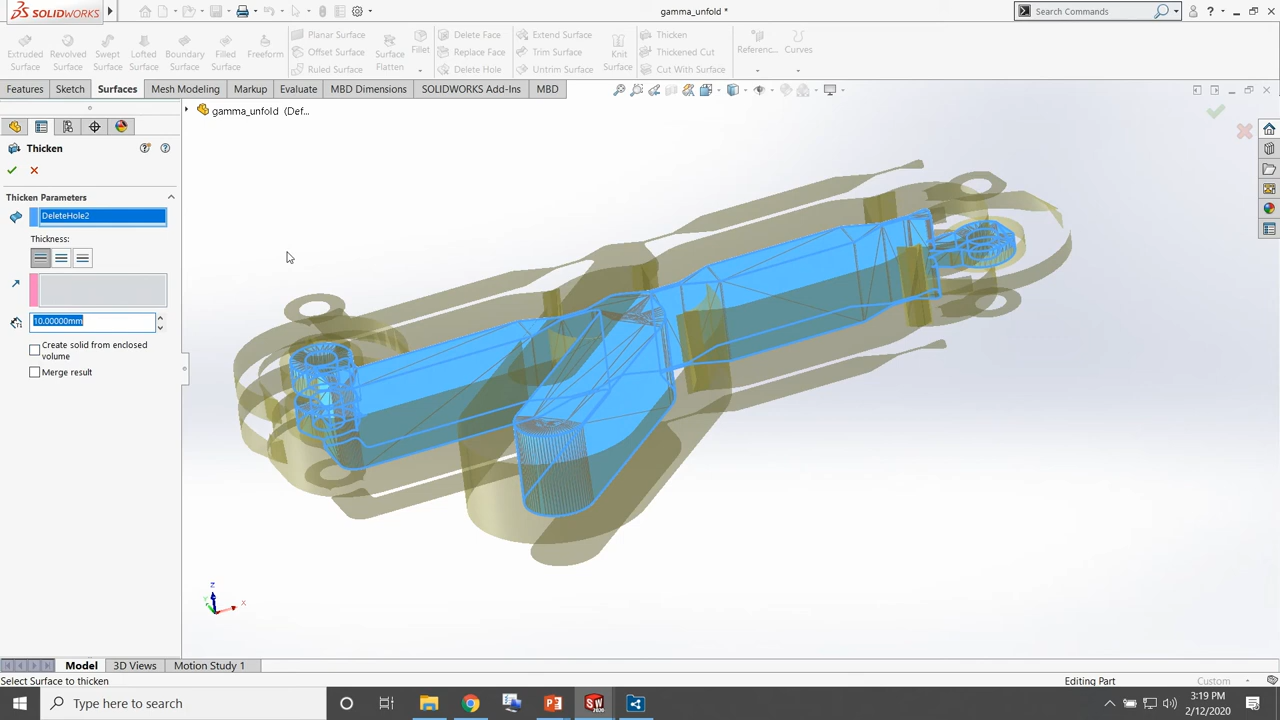 SOLIDWORKS
gamma_unfold *
Search Commands
Extruded Surface
Revolved Surface
Swept Surface
Lofted Surface
Boundary Surface
Filled Surface
Freeform
Planar Surface
Offset Surface
Ruled Surface
Surface Flatten
Fillet
Delete Face
Replace Face
Delete Hole
Extend Surface
Trim Surface
Untrim Surface
Knit Surface
Thicken
Thickened Cut
Cut With Surface
Referenc...
Curves
Features
Sketch
Surfaces
Mesh Modeling
Markup
Evaluate
MBD Dimensions
SOLIDWORKS Add-Ins
MBD
gamma_unfold (Def...
Thicken
Thicken Parameters
DeleteHole2
Thickness:
10.00000mm
Create solid from enclosed
volume
Merge result
Z
Y
X
Model
3D Views
Motion Study 1
Select Surface to thicken
Editing Part
Custom
Type here to search
SW
2020
3:19 PM
2/12/2020